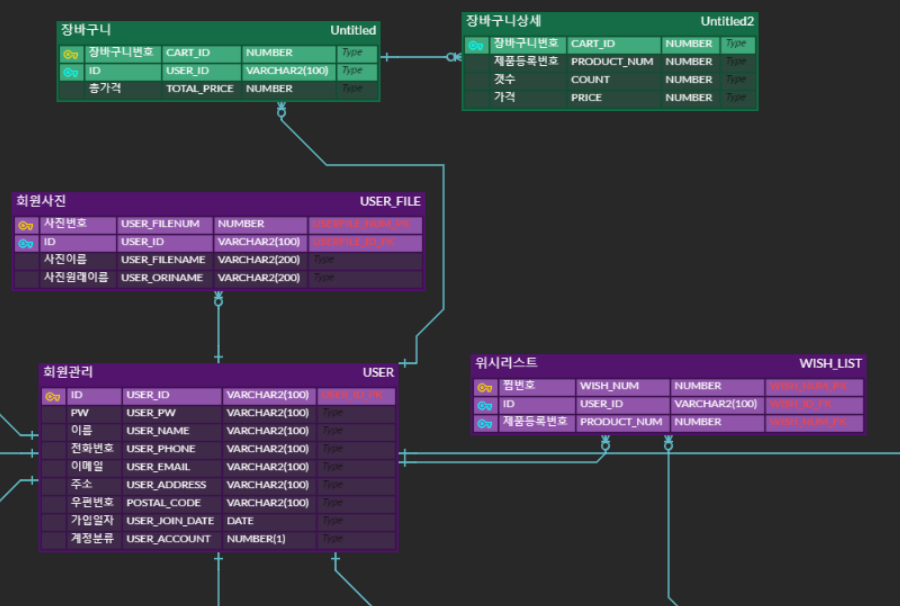 장바구니 Untitled
장바구니번호 CART_ID NUMBER Type
ID USER_ID VARCHAR2(100) Type
총가격 TOTAL_PRICE NUMBER Type
장바구니상세 Untitled2
장바구니번호 CART_ID NUMBER Type
제품등록번호 PRODUCT_NUM NUMBER Type
갯수 COUNT NUMBER Type
가격 PRICE NUMBER Type
회원사진 USER_FILE
사진번호 USER_FILENUM NUMBER USERFILE_NUM_PK
ID USER_ID VARCHAR2(100) USERFILE_ID_FK
사진이름 USER_FILENAME VARCHAR2(200) Type
사진원래이름 USER_ORINAME VARCHAR2(200) Type
회원관리 USER
ID USER_ID VARCHAR2(100) USER_ID_PK
PW USER_PW VARCHAR2(100) Type
이름 USER_NAME VARCHAR2(100) Type
전화번호 USER_PHONE VARCHAR2(100) Type
이메일 USER_EMAIL VARCHAR2(100) Type
주소 USER_ADDRESS VARCHAR2(100) Type
우편번호 POSTAL_CODE VARCHAR2(100) Type
가입일자 USER_JOIN_DATE DATE Type
계정분류 USER_ACCOUNT NUMBER(1) Type
위시리스트 WISH_LIST
찜번호 WISH_NUM NUMBER WISH_NUM_PK
ID USER_ID VARCHAR2(100) WISH_ID_FK
제품등록번호 PRODUCT_NUM NUMBER WISH_NUM_FK